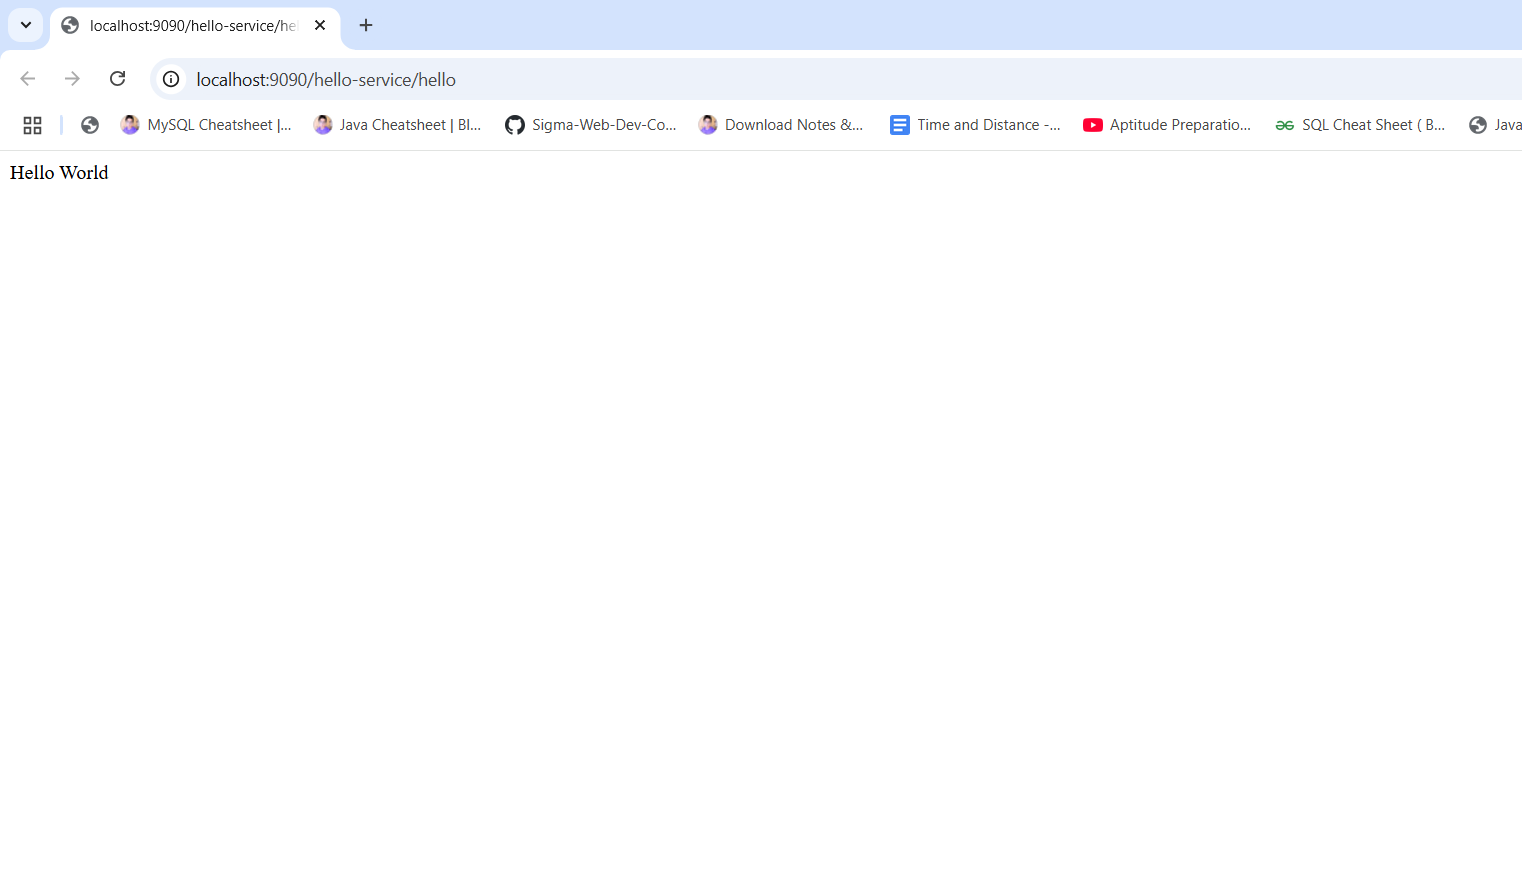 localhost:9090/hello-service/he
localhost:9090/hello-service/hello
MySQL Cheatsheet |...
Java Cheatsheet | Bl...
Sigma-Web-Dev-Co...
Download Notes &...
Time and Distance -...
Aptitude Preparatio...
SQL Cheat Sheet ( B...
Java
Hello World